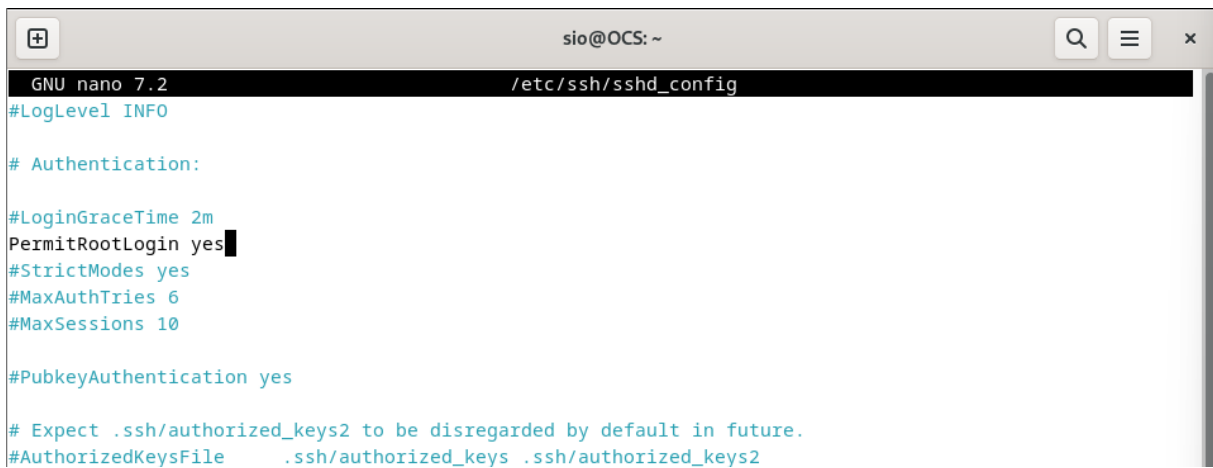 sio@OCS: ~
GNU nano 7.2 /etc/ssh/sshd_config
#LogLevel INFO
# Authentication:
#LoginGraceTime 2m
PermitRootLogin yes
#StrictModes yes
#MaxAuthTries 6
#MaxSessions 10
#PubkeyAuthentication yes
# Expect .ssh/authorized_keys2 to be disregarded by default in future.
#AuthorizedKeysFile     .ssh/authorized_keys .ssh/authorized_keys2